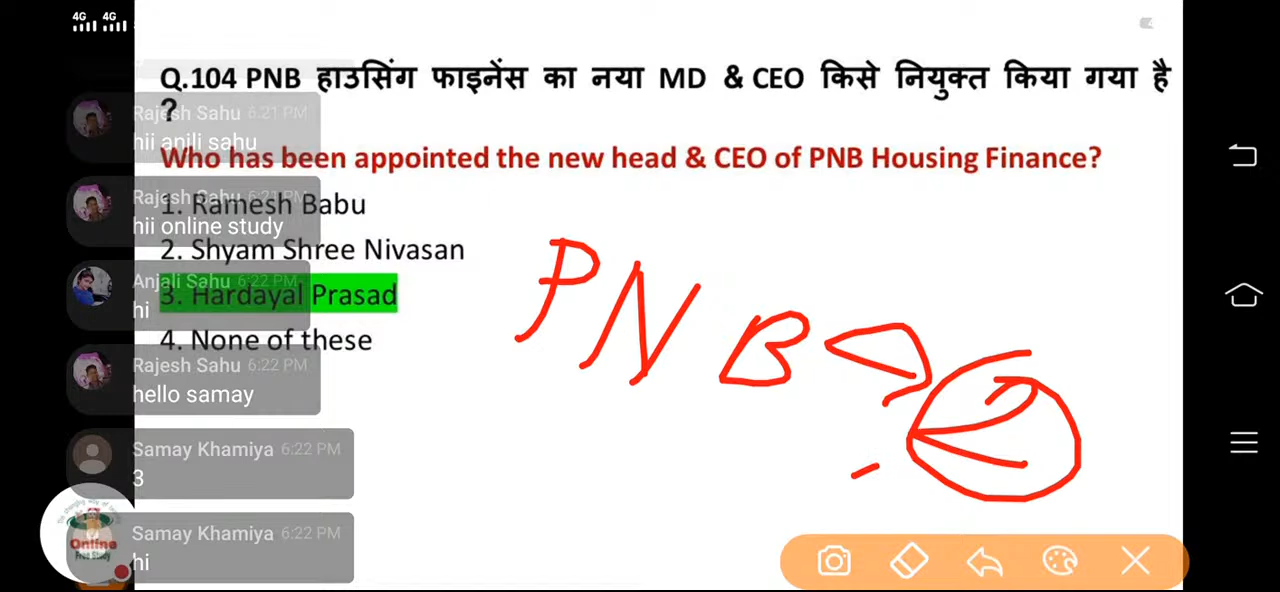 4G 4G
Q.104 PNB हाउसिंग फाइनेंस का नया MD & CEO किसे नियुक्त किया गया है
?
Who has been appointed the new head & CEO of PNB Housing Finance?
1. Ramesh Babu
2. Shyam Shree Nivasan
3. Hardayal Prasad
4. None of these
PNB
Rajesh Sahu 6:21 PM
hii anili sahu
Rajesh Sahu 6:21 PM
hii online study
Anjali Sahu 6:22 PM
hi
Rajesh Sahu 6:22 PM
hello samay
Samay Khamiya 6:22 PM
3
Samay Khamiya 6:22 PM
hi
Online
Free Study